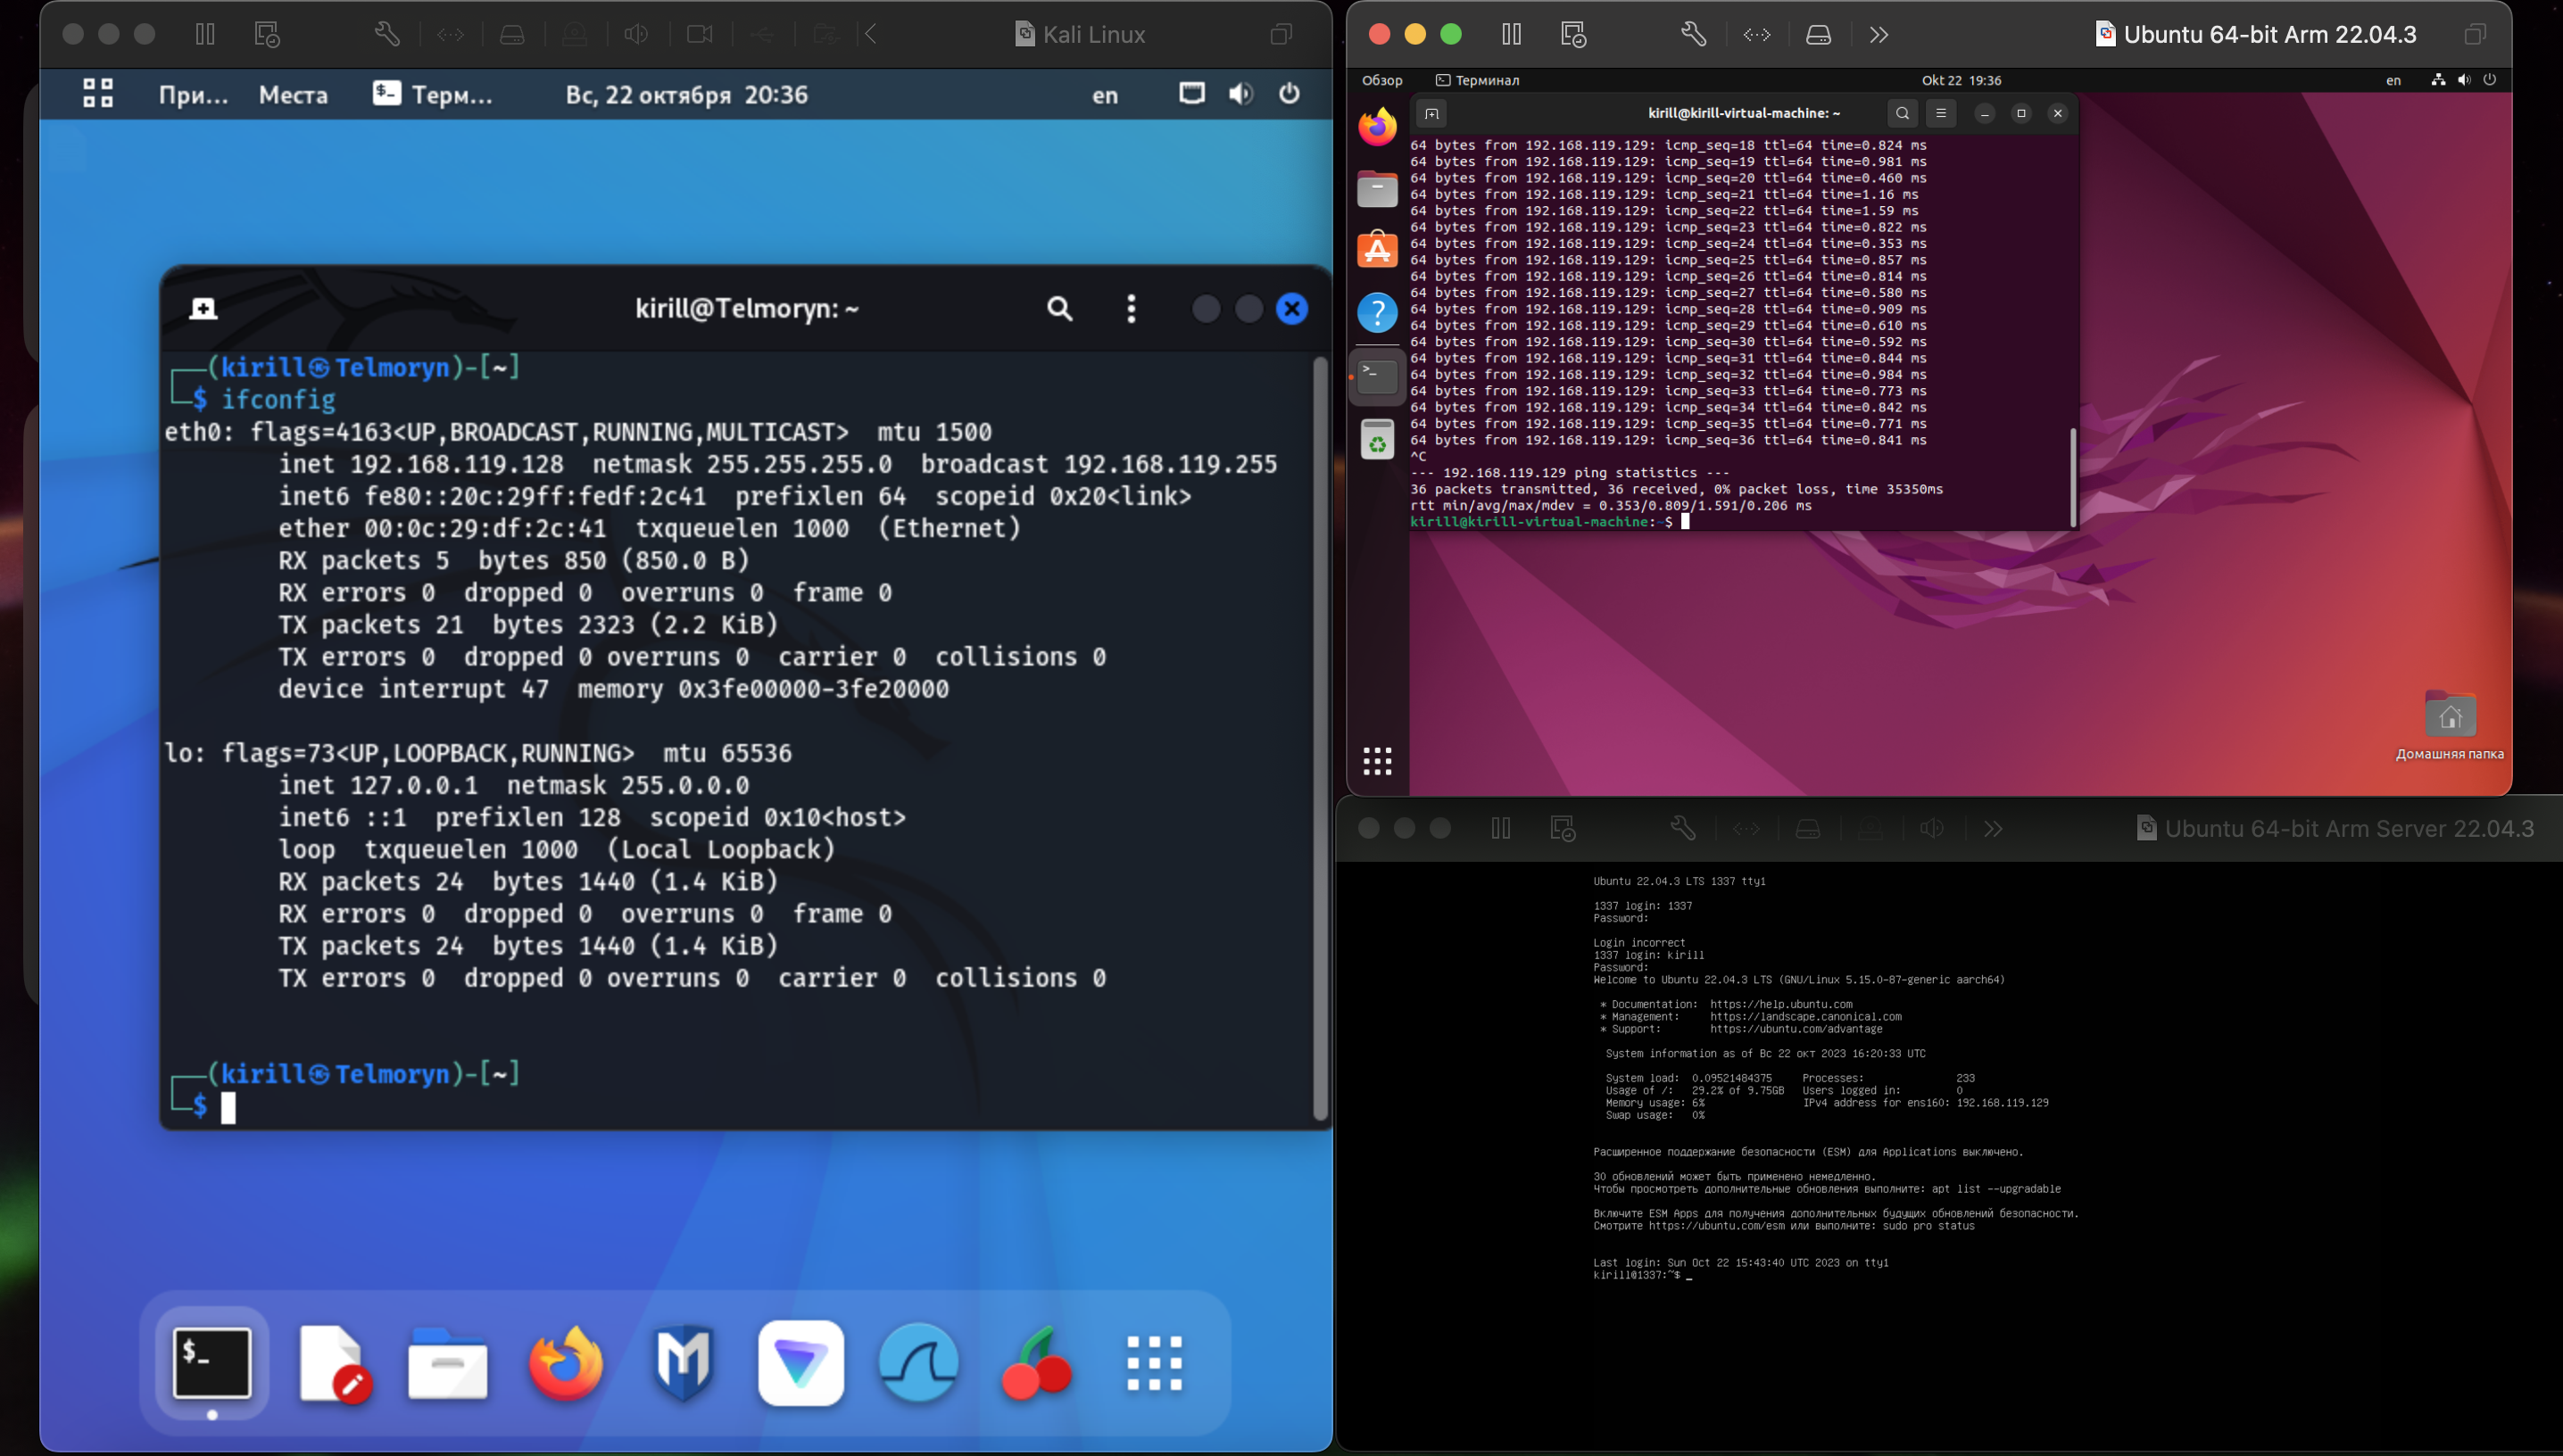 Kali Linux
При... Места Терм... Вс, 22 октября 20:36 en
kirill@Telmoryn: ~
(kirill㉿Telmoryn)-[~]
$ ifconfig
eth0: flags=4163<UP,BROADCAST,RUNNING,MULTICAST> mtu 1500
inet 192.168.119.128 netmask 255.255.255.0 broadcast 192.168.119.255
inet6 fe80::20c:29ff:fedf:2c41 prefixlen 64 scopeid 0x20<link>
ether 00:0c:29:df:2c:41 txqueuelen 1000 (Ethernet)
RX packets 5 bytes 850 (850.0 B)
RX errors 0 dropped 0 overruns 0 frame 0
TX packets 21 bytes 2323 (2.2 KiB)
TX errors 0 dropped 0 overruns 0 carrier 0 collisions 0
device interrupt 47 memory 0x3fe00000-3fe20000
lo: flags=73<UP,LOOPBACK,RUNNING> mtu 65536
inet 127.0.0.1 netmask 255.0.0.0
inet6 ::1 prefixlen 128 scopeid 0x10<host>
loop txqueuelen 1000 (Local Loopback)
RX packets 24 bytes 1440 (1.4 KiB)
RX errors 0 dropped 0 overruns 0 frame 0
TX packets 24 bytes 1440 (1.4 KiB)
TX errors 0 dropped 0 overruns 0 carrier 0 collisions 0
(kirill㉿Telmoryn)-[~]
$
Ubuntu 64-bit Arm 22.04.3
Обзор Терминал Okt 22 19:36 en
kirill@kirill-virtual-machine: ~
64 bytes from 192.168.119.129: icmp_seq=18 ttl=64 time=0.824 ms
64 bytes from 192.168.119.129: icmp_seq=19 ttl=64 time=0.981 ms
64 bytes from 192.168.119.129: icmp_seq=20 ttl=64 time=0.460 ms
64 bytes from 192.168.119.129: icmp_seq=21 ttl=64 time=1.16 ms
64 bytes from 192.168.119.129: icmp_seq=22 ttl=64 time=1.59 ms
64 bytes from 192.168.119.129: icmp_seq=23 ttl=64 time=0.822 ms
64 bytes from 192.168.119.129: icmp_seq=24 ttl=64 time=0.353 ms
64 bytes from 192.168.119.129: icmp_seq=25 ttl=64 time=0.857 ms
64 bytes from 192.168.119.129: icmp_seq=26 ttl=64 time=0.814 ms
64 bytes from 192.168.119.129: icmp_seq=27 ttl=64 time=0.580 ms
64 bytes from 192.168.119.129: icmp_seq=28 ttl=64 time=0.909 ms
64 bytes from 192.168.119.129: icmp_seq=29 ttl=64 time=0.610 ms
64 bytes from 192.168.119.129: icmp_seq=30 ttl=64 time=0.592 ms
64 bytes from 192.168.119.129: icmp_seq=31 ttl=64 time=0.844 ms
64 bytes from 192.168.119.129: icmp_seq=32 ttl=64 time=0.984 ms
64 bytes from 192.168.119.129: icmp_seq=33 ttl=64 time=0.773 ms
64 bytes from 192.168.119.129: icmp_seq=34 ttl=64 time=0.842 ms
64 bytes from 192.168.119.129: icmp_seq=35 ttl=64 time=0.771 ms
64 bytes from 192.168.119.129: icmp_seq=36 ttl=64 time=0.841 ms
^C
--- 192.168.119.129 ping statistics ---
36 packets transmitted, 36 received, 0% packet loss, time 35350ms
rtt min/avg/max/mdev = 0.353/0.809/1.591/0.206 ms
kirill@kirill-virtual-machine:~$
Домашняя папка
Ubuntu 64-bit Arm Server 22.04.3
Ubuntu 22.04.3 LTS 1337 tty1
1337 login: 1337
Password:
Login incorrect
1337 login: kirill
Password:
Welcome to Ubuntu 22.04.3 LTS (GNU/Linux 5.15.0-87-generic aarch64)
* Documentation: https://help.ubuntu.com
* Management: https://landscape.canonical.com
* Support: https://ubuntu.com/advantage
System information as of Вс 22 окт 2023 16:20:33 UTC
System load: 0.09521484375 Processes: 233
Usage of /: 29.2% of 9.75GB Users logged in: 0
Memory usage: 6% IPv4 address for ens160: 192.168.119.129
Swap usage: 0%
Расширенное поддержание безопасности (ESM) для Applications выключено.
30 обновлений может быть применено немедленно.
Чтобы просмотреть дополнительные обновления выполните: apt list --upgradable
Включите ESM Apps для получения дополнительных будущих обновлений безопасности.
Смотрите https://ubuntu.com/esm или выполните: sudo pro status
Last login: Sun Oct 22 15:43:40 UTC 2023 on tty1
kirill@1337:~$ _